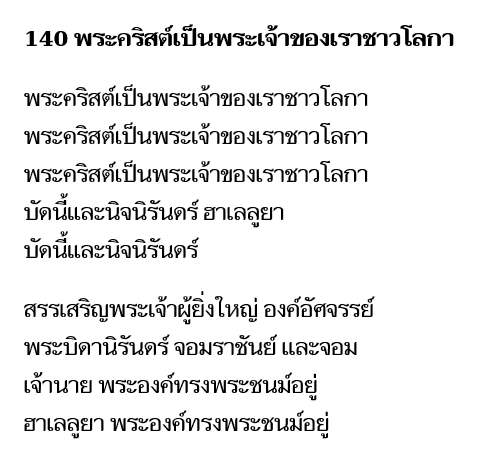 140 พระคริสต์เป็นพระเจ้าของเราชาวโลกา
พระคริสต์เป็นพระเจ้าของเราชาวโลกา
พระคริสต์เป็นพระเจ้าของเราชาวโลกา
พระคริสต์เป็นพระเจ้าของเราชาวโลกา
บัดนี้และนิจนิรันดร์ ฮาเลลูยา
บัดนี้และนิจนิรันดร์
สรรเสริญพระเจ้าผู้ยิ่งใหญ่ องค์อัศจรรย์
พระบิดานิรันดร์ จอมราชันย์ และจอม
เจ้านาย พระองค์ทรงพระชนม์อยู่
ฮาเลลูยา พระองค์ทรงพระชนม์อยู่